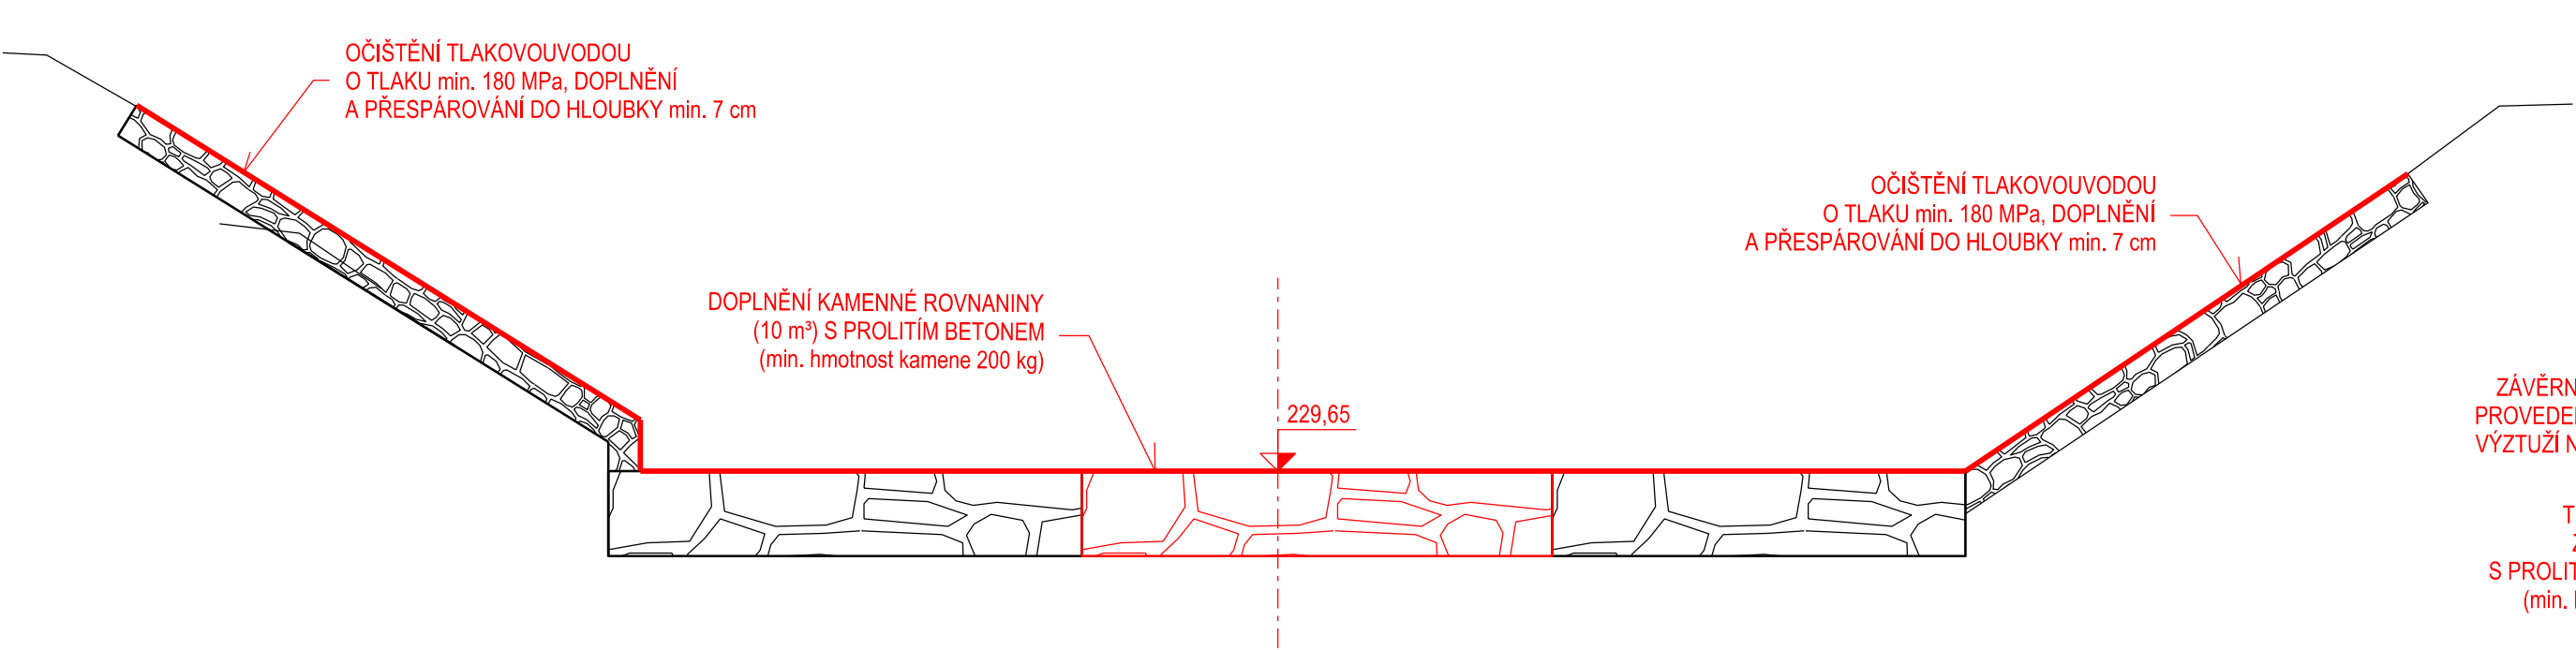 OČIŠTĚNÍ TLAKOVOUVODOU
O TLAKU min. 180 MPa, DOPLNĚNÍ
A PŘESPÁROVÁNÍ DO HLOUBKY min. 7 cm
OČIŠTĚNÍ TLAKOVOUVODOU
O TLAKU min. 180 MPa, DOPLNĚNÍ
A PŘESPÁROVÁNÍ DO HLOUBKY min. 7 cm
DOPLNĚNÍ KAMENNÉ ROVNANINY
(10 m³) S PROLITÍM BETONEM
(min. hmotnost kamene 200 kg)
229,65
ZÁVĚRN
PROVEDE
VÝZTUŽÍ N
T
Z
S PROLIT
(min.